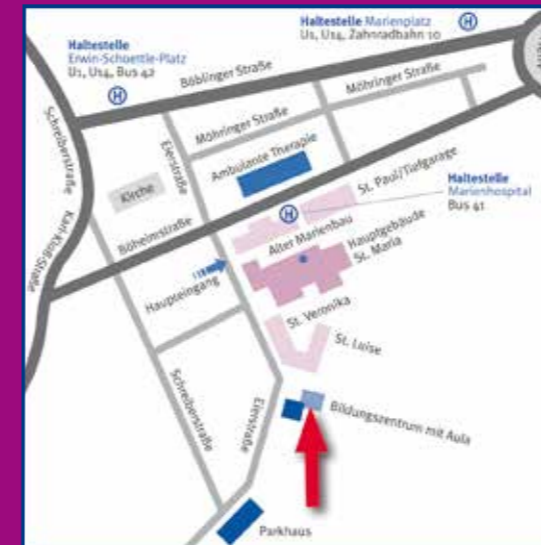 Haltestelle Marienplatz
U1, U14, Zahnradbahn 10
Haltestelle
Erwin-Schoettle-Platz
U1, U14, Bus 42
H
H
Böblinger Straße
Möhringer Straße
Möhringer Straße
Schreiberstraße
Eierstraße
Ambulante Therapie
Kirche
St. Paul/Tiefgarage
Haltestelle
Marienhospital
Bus 41
H
Karl-Kloß-Straße
Böheimstraße
Alter Marienbau
Hauptgebäude
St. Maria
Haupteingang
St. Veronika
St. Luise
Schreiberstraße
Eierstraße
Bildungszentrum mit Aula
Parkhaus